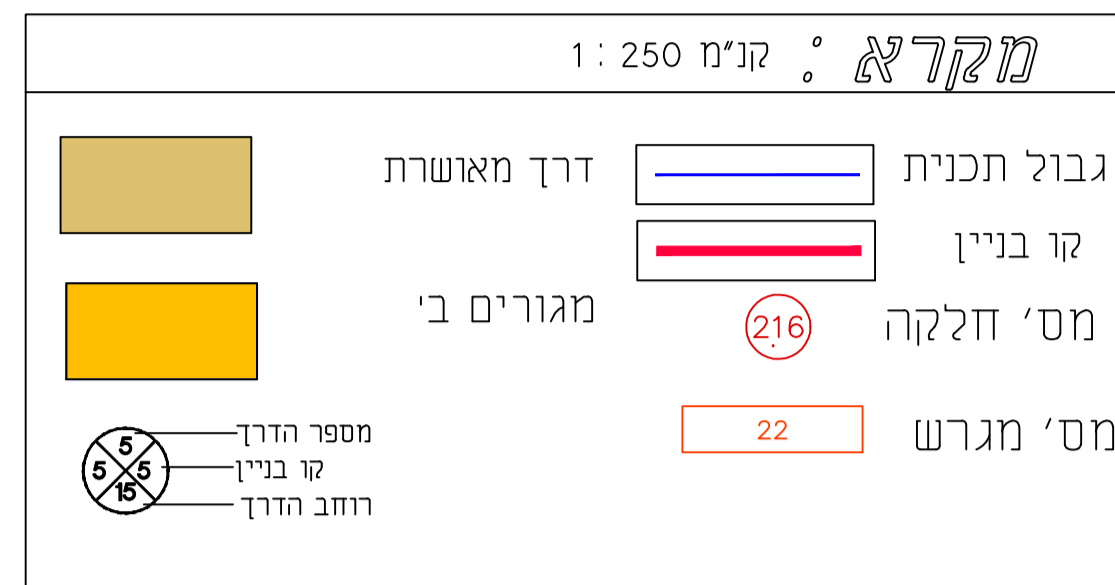 מקרא : קנ"מ 250 : 1
גבול תכנית
קו בניין
מס' חלקה
216
מס' מגרש
22
דרך מאושרת
מגורים ב'
מספר הדרך
קו בניין
רוחב הדרך
5
5 5
15